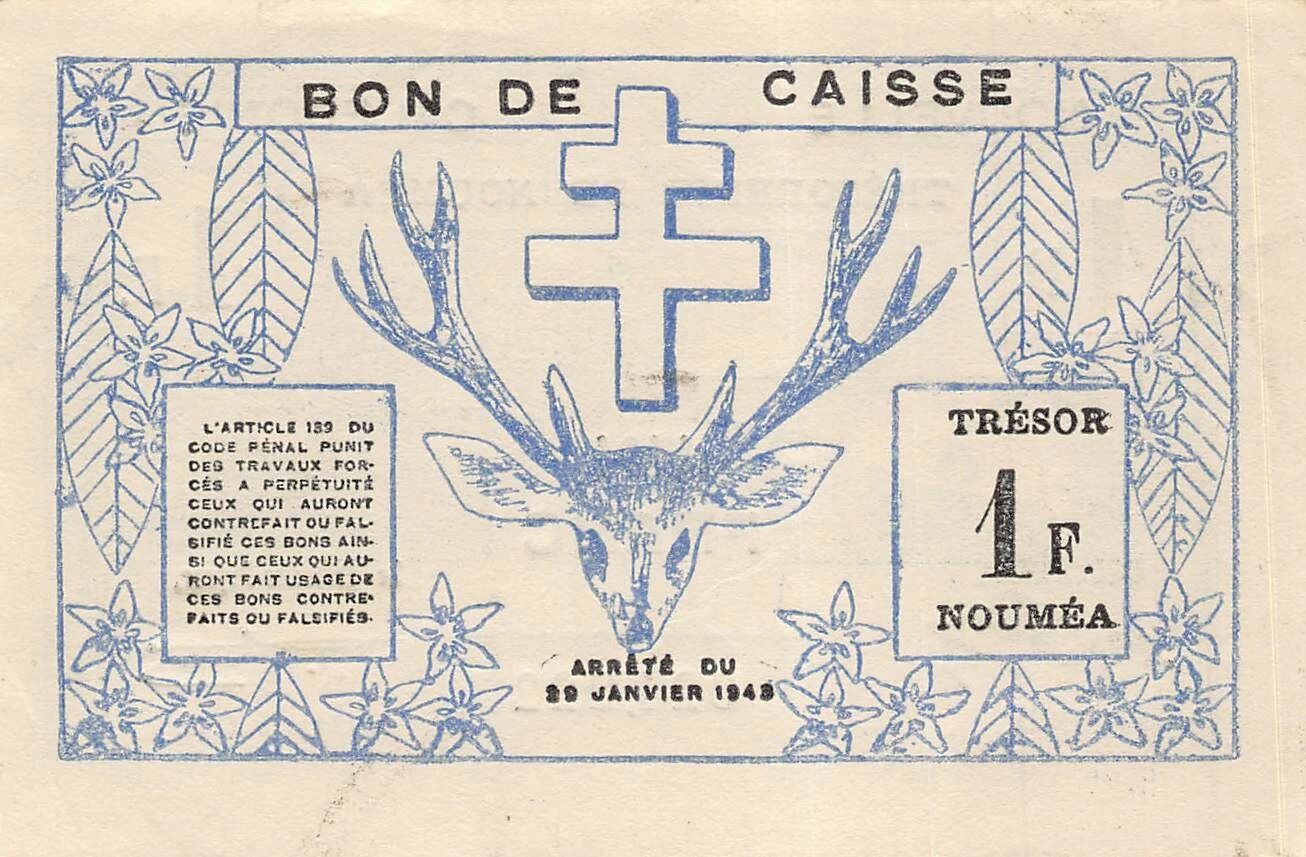 BON DE CAISSE
L'ARTICLE 139 DU
CODE PÉNAL PUNIT
DES TRAVAUX FOR-
CÉS A PERPÉTUITÉ
CEUX QUI AURONT
CONTREFAIT OU FAL-
SIFIÉ CES BONS AIN-
SI QUE CEUX QUI AU-
RONT FAIT USAGE DE
CES BONS CONTRE-
FAITS OU FALSIFIÉS.
TRÉSOR
1 F.
NOUMÉA
ARRÊTÉ DU
29 JANVIER 1943